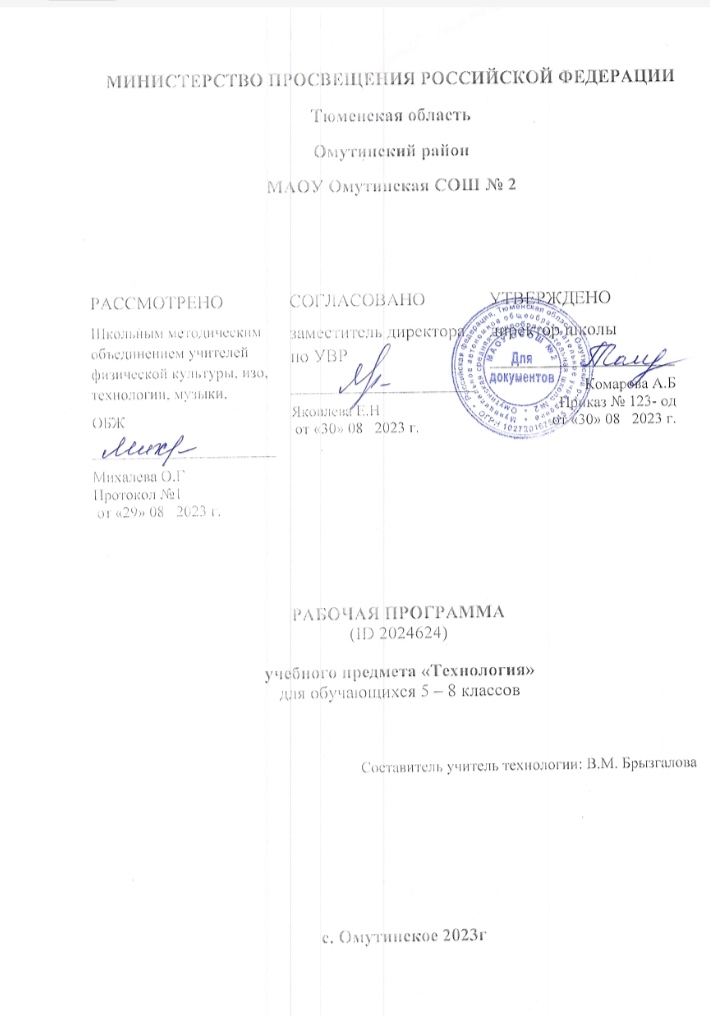 МИНИСТЕРСТВО ПРОСВЕЩЕНИЯ РОССИЙСКОЙ ФЕДЕРАЦИИ
Тюменская область
Омутинский район
МАОУ Омутинская СОШ № 2
РАССМОТРЕНО
Школьным методическим
объединением учителей
физической культуры, изо,
технологии, музыки,
ОБЖ
Михалева О.Г
Протокол №1
от «29» 08 2023 г.
СОГЛАСОВАНО
заместитель директора
по УВР
Яковлева Е.Н
от «30» 08 2023 г.
УТВЕРЖДЕНО
директор школы
Комарова А.Б
Приказ № 123- од
от «30» 08 2023 г.
Для
документов
РАБОЧАЯ ПРОГРАММА
(ID 2024624)
учебного предмета «Технология»
для обучающихся 5 – 8 классов
Составитель учитель технологии: В.М. Брызгалова
с. Омутинское 2023г